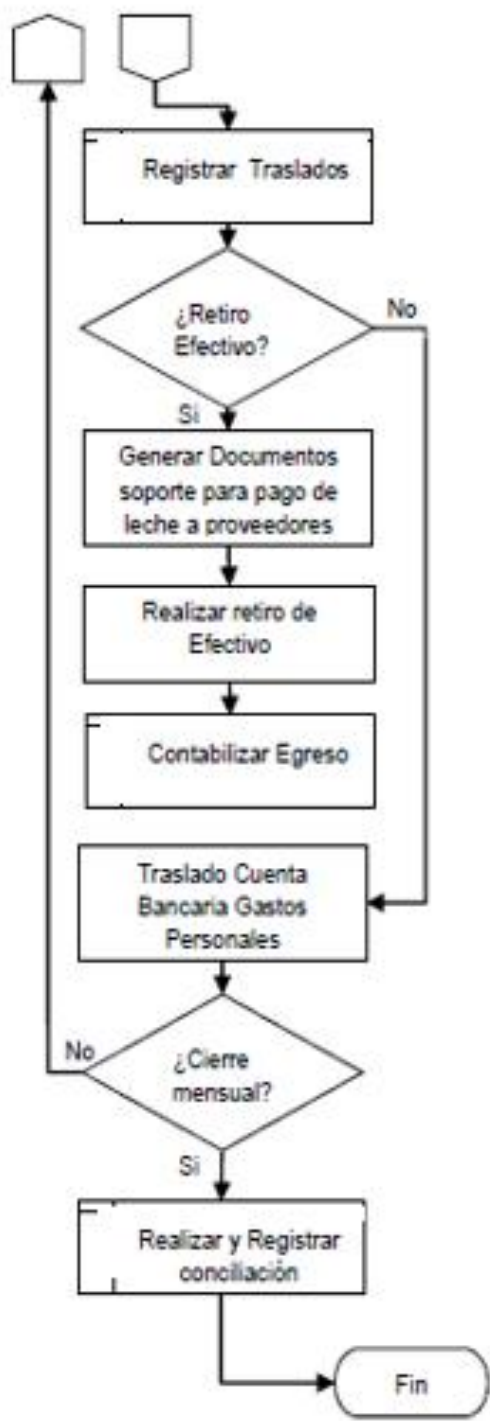 Registrar Traslados
¿Retiro
Efectivo?
No
Si
Generar Documentos
soporte para pago de
leche a proveedores
Realizar retiro de
Efectivo
Contabilizar Egreso
Traslado Cuenta
Bancaria Gastos
Personales
No
¿Cierre
mensual?
Si
Realizar y Registrar
conciliación
Fin